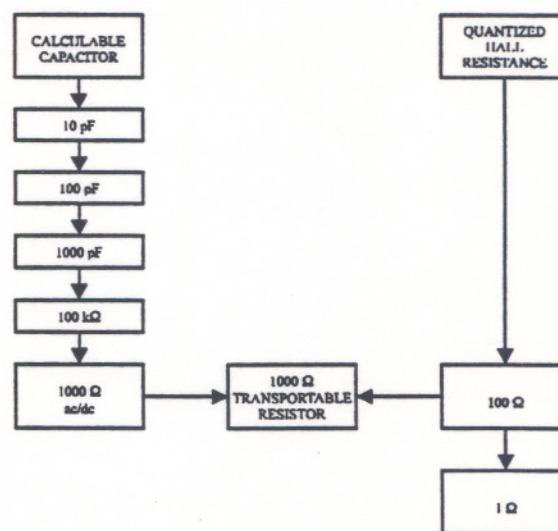 CALCULABLE
CAPACITOR
10 pF
100 pF
1000 pF
100 kΩ
1000 Ω
ac/dc
1000 Ω
TRANSPORTABLE
RESISTOR
QUANTIZED
HALL
RESISTANCE
100 Ω
1 Ω